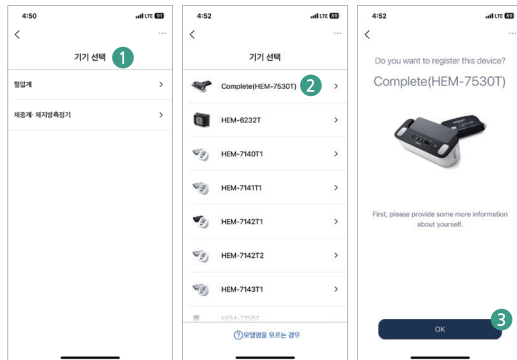 4:50
LTE 91
기기 선택
1
혈압계
체중계· 체지방측정기
4:52
LTE
기기 선택
Complete(HEM-7530T)
2
HEM-6232T
HEM-7140T1
HEM-7141T1
HEM-7142T1
HEM-7142T2
HEM-7143T1
HEM-7155T
?모델명을 모르는 경우
4:52
LTE
Do you want to register this device?
Complete(HEM-7530T)
First, please provide some more information
about yourself.
OK
3